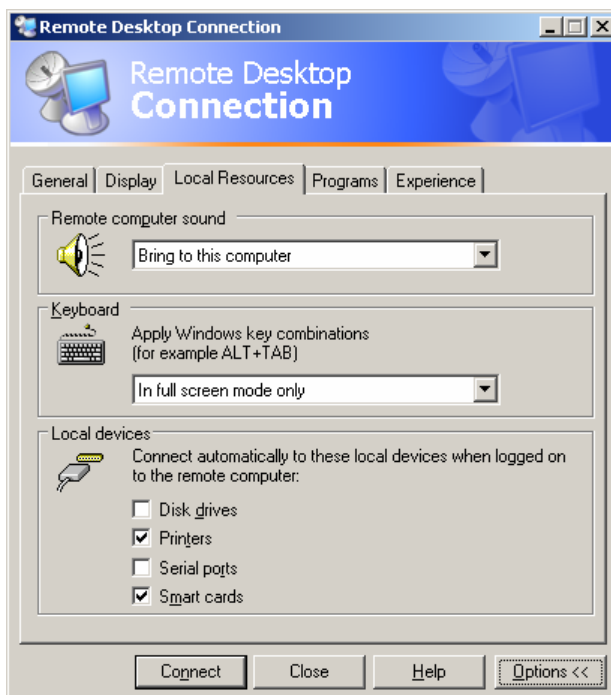 Remote Desktop Connection
Remote Desktop
Connection
General Display Local Resources Programs Experience
Remote computer sound
Bring to this computer
Keyboard
Apply Windows key combinations
(for example ALT+TAB)
In full screen mode only
Local devices
Connect automatically to these local devices when logged on
to the remote computer:
Disk drives
Printers
Serial ports
Smart cards
Connect Close Help Options <<